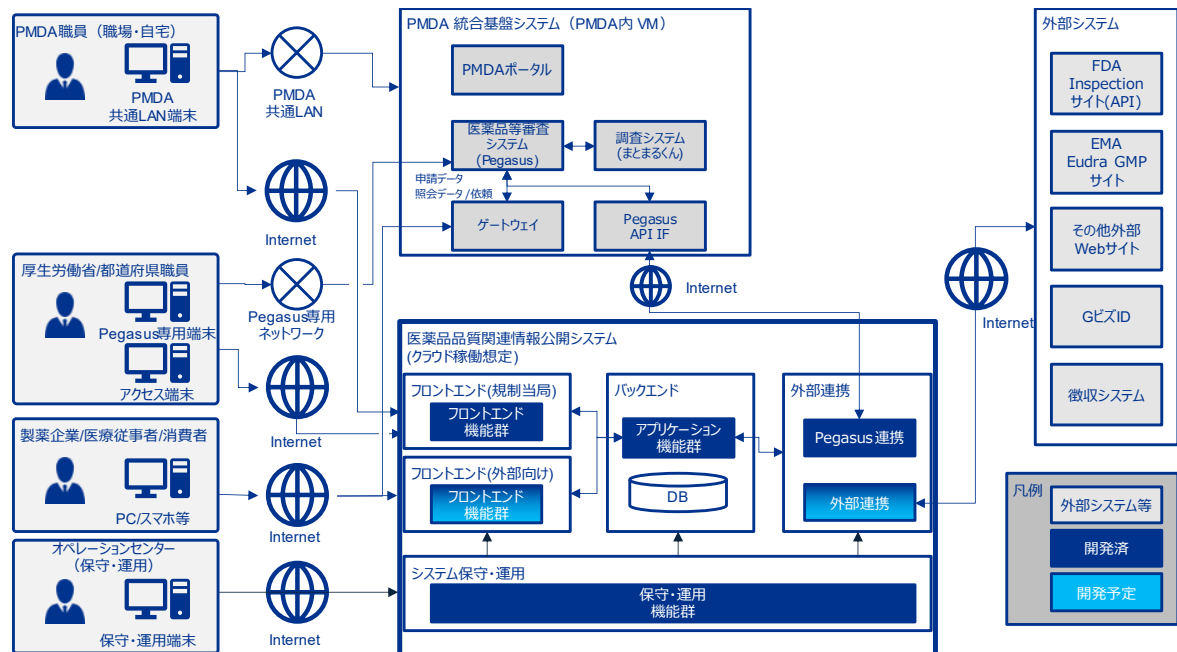 PMDA職員（職場・自宅）
PMDA
共通LAN端末
PMDA
共通LAN
Internet
厚生労働省/都道府県職員
Pegasus専用端末
アクセス端末
Pegasus専用
ネットワーク
Internet
製薬企業/医療従事者/消費者
PC/スマホ等
Internet
オペレーションセンター
（保守・運用）
保守・運用端末
Internet
PMDA 統合基盤システム（PMDA内 VM）
PMDAポータル
医薬品等審査
システム
(Pegasus)
調査システム
(まとまるくん)
申請データ
照会データ/依頼
ゲートウェイ
Pegasus
API IF
Internet
医薬品品質関連情報公開システム
(クラウド稼働想定)
フロントエンド(規制当局)
フロントエンド
機能群
フロントエンド(外部向け)
フロントエンド
機能群
バックエンド
アプリケーション
機能群
DB
外部連携
Pegasus連携
外部連携
システム保守・運用
保守・運用
機能群
Internet
外部システム
FDA
Inspection
サイト(API)
EMA
Eudra GMP
サイト
その他外部
Webサイト
GビズID
徴収システム
凡例
外部システム等
開発済
開発予定